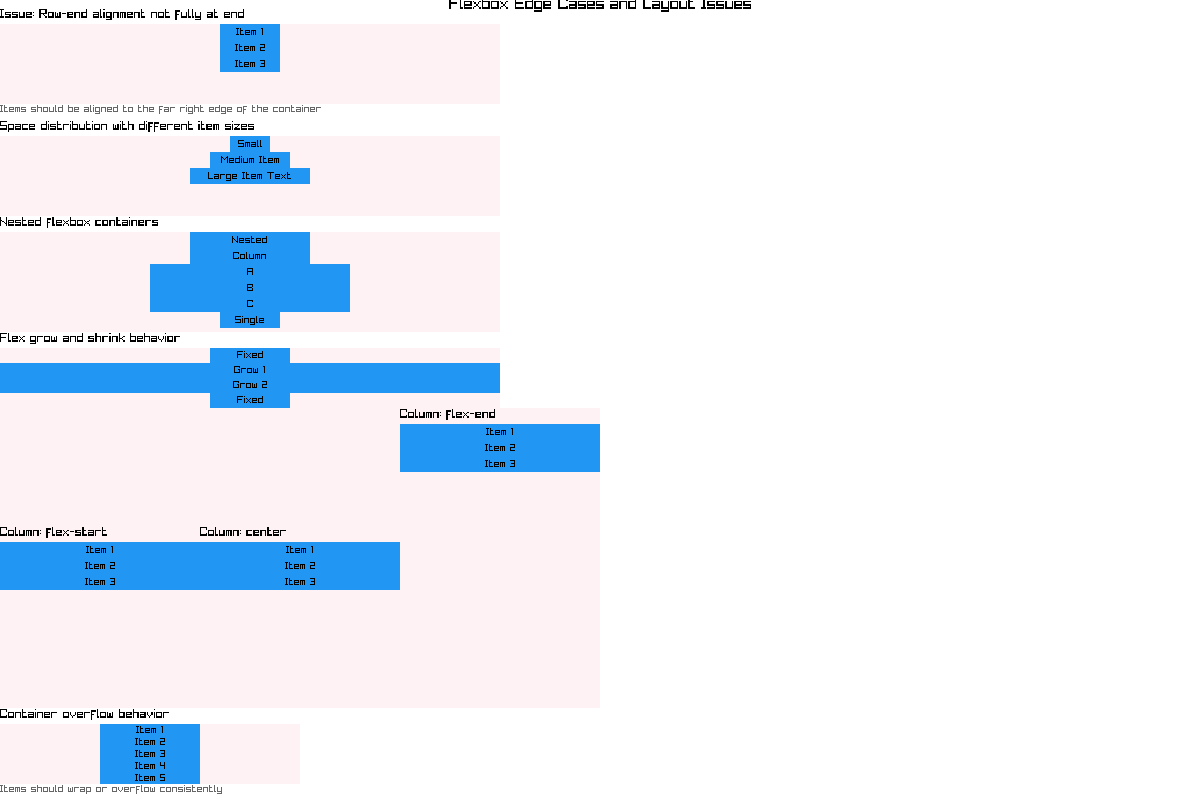 Flexbox Edge Cases and Layout Issues
Issue: Row-end alignment not fully at end
Item 1
Item 2
Item 3
Items should be aligned to the far right edge of the container
Space distribution with different item sizes
Small
Medium Item
Large Item Text
Nested flexbox containers
Nested
Column
A
B
C
Single
Flex grow and shrink behavior
Fixed
Grow 1
Grow 2
Fixed
Column: flex-end
Item 1
Item 2
Item 3
Column: flex-start
Item 1
Item 2
Item 3
Column: center
Item 1
Item 2
Item 3
Container overflow behavior
Item 1
Item 2
Item 3
Item 4
Item 5
Items should wrap or overflow consistently